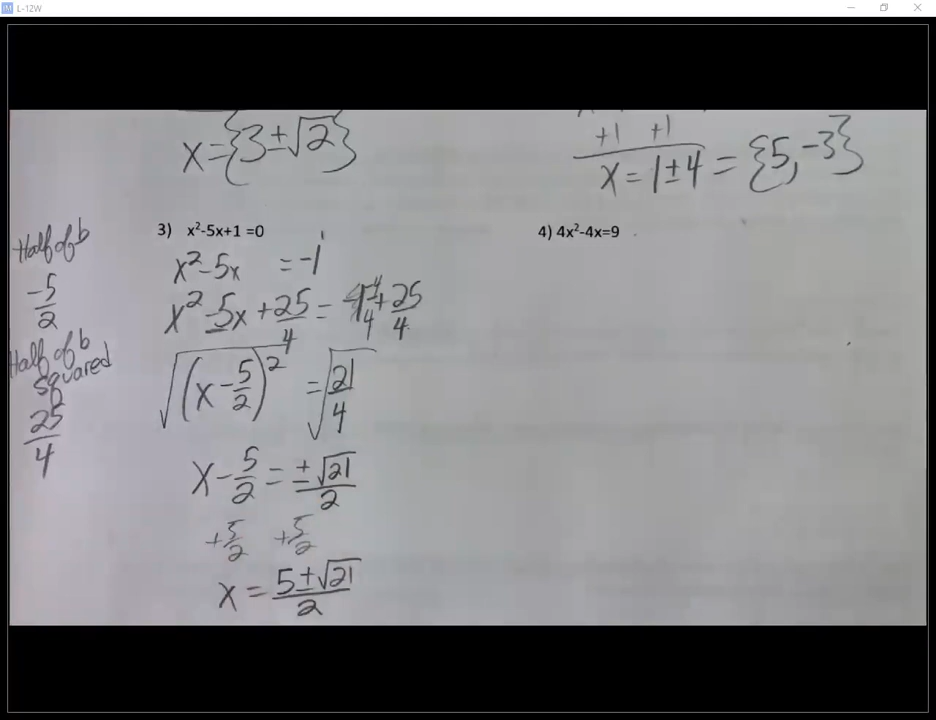 L-12W
x={3±√2}
+1 +1
x=1±4={5,-3}
Half of b
-5/2
Half of b
squared
25/4
3) x²-5x+1 =0
x²-5x =-1
x²-5x+25/4= -4/4+25/4
√(x-5/2)² =√21/4
x-5/2=±√21/2
+5/2 +5/2
x=5±√21/2
4) 4x²-4x=9